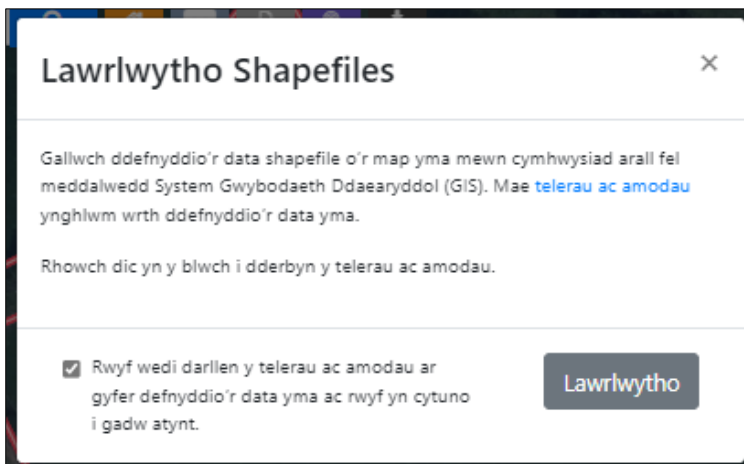 Lawrlwytho Shapefiles
×
Gallwch ddefnyddio'r data shapefile o'r map yma mewn cymhwysiad arall fel
meddalwedd System Gwybodaeth Ddaearyddol (GIS). Mae telerau ac amodau
ynghlwm wrth ddefnyddio'r data yma.
Rhowch dic yn y blwch i dderbyn y telerau ac amodau.
Rwyf wedi darllen y telerau ac amodau ar
gyfer defnyddio'r data yma ac rwyf yn cytuno
i gadw atynt.
Lawrlwytho